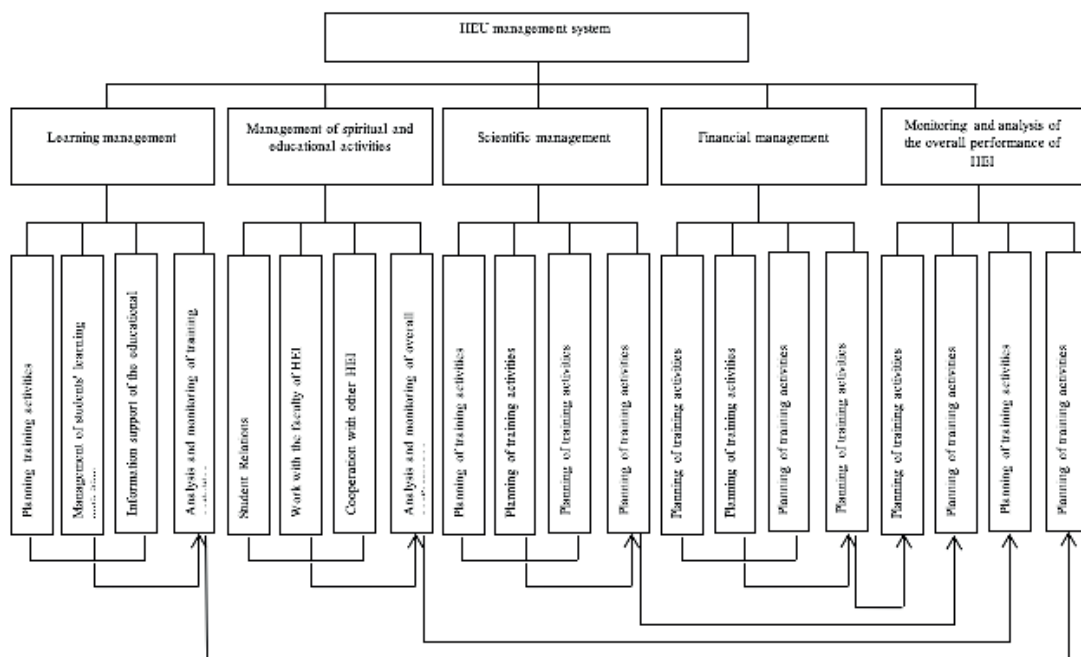 HEU management system
Learning management
Management of spiritual and
educational activities
Scientific management
Financial management
Monitoring and analysis of
the overall performance of
HEI
Planning training activities
Management of students' learning
Information support of the educational
Analysis and monitoring of training
Student Relations
Work with the faculty of HEI
Cooperation with other HEI
Analysis and monitoring of overall
Planning of training activities
Planning of training activities
Planning of training activities
Planning of training activities
Planning of training activities
Planning of training activities
Planning of training activities
Planning of training activities
Planning of training activities
Planning of training activities
Planning of training activities
Planning of training activities